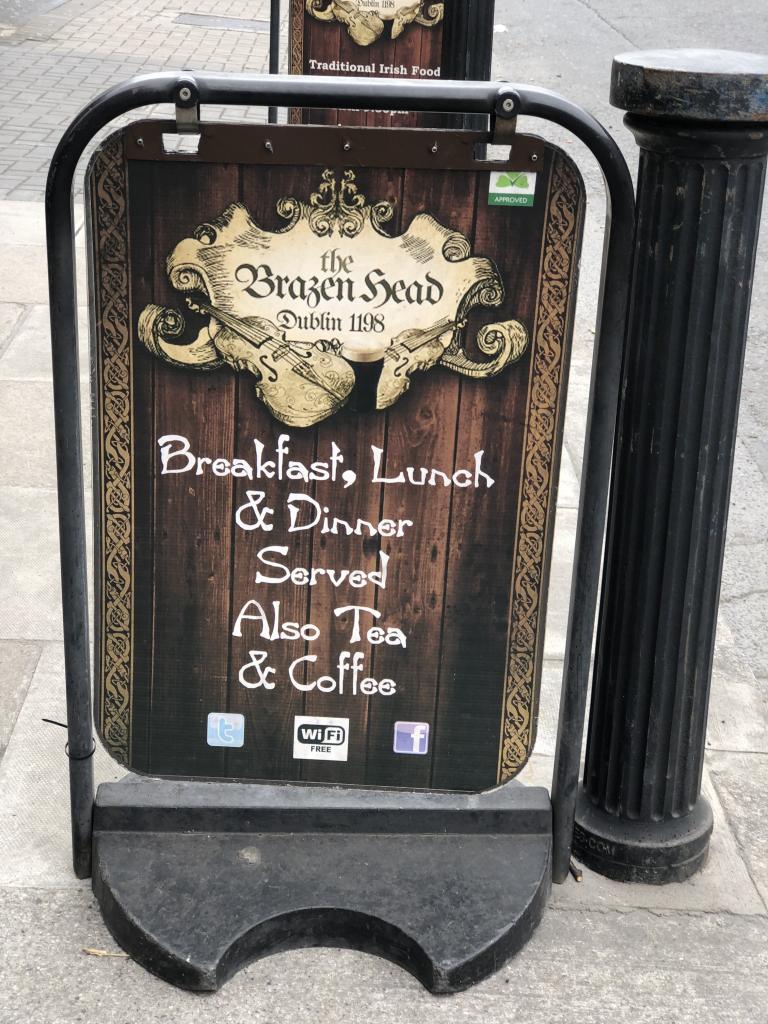 Dublin 1198
Traditional Irish Food
APPROVED
the
Brazen Head
Dublin 1198
Breakfast, Lunch
& Dinner
Served
Also Tea
& Coffee
t
WiFi
FREE
f